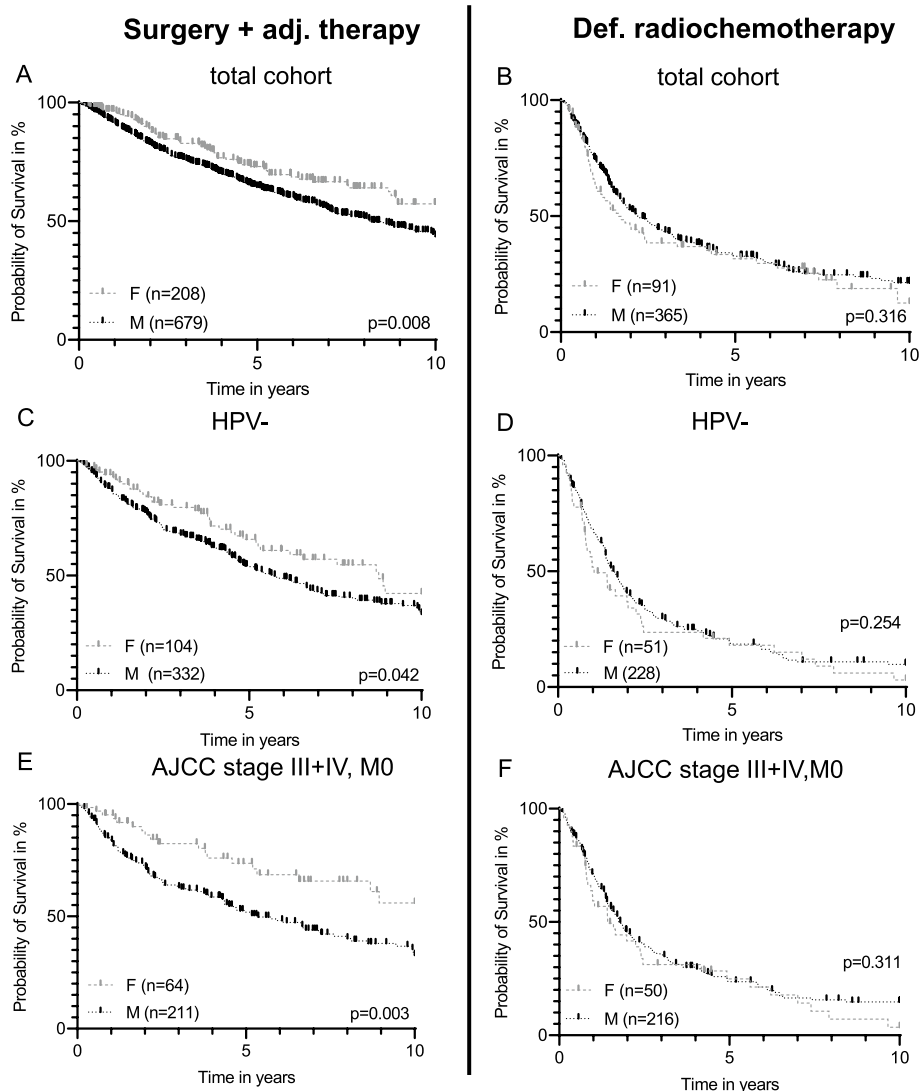 Surgery + adj. therapy
Def. radiochemotherapy
A
total cohort
Probability of Survival in %
100
50
0
0
5
10
F (n=208)
M (n=679)
p=0.008
Time in years
B
total cohort
Probability of Survival in %
100
50
0
0
5
10
F (n=91)
M (n=365)
p=0.316
Time in years
C
HPV-
Probability of Survival in %
100
50
0
0
5
10
F (n=104)
M (n=332)
p=0.042
Time in years
D
HPV-
Probability of Survival in %
100
50
0
0
5
10
p=0.254
F (n=51)
M (228)
Time in years
E
AJCC stage III+IV, M0
Probability of Survival in %
100
50
0
0
5
10
F (n=64)
M (n=211)
p=0.003
Time in years
F
AJCC stage III+IV,M0
Probability of Survival in %
100
50
0
0
5
10
p=0.311
F (n=50)
M (n=216)
Time in years